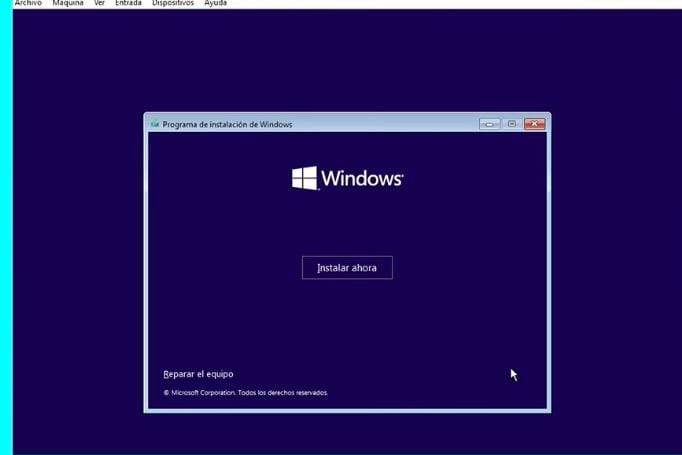 Archivo Máquina Ver Entrada Dispositivos Ayuda
Programa de instalación de Windows
Windows
Instalar ahora
Reparar el equipo
© Microsoft Corporation. Todos los derechos reservados.